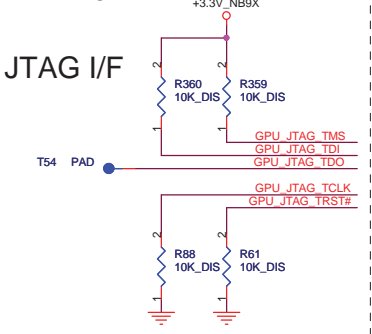 +3.3V_NB9X
JTAG I/F
2
2
R360
10K_DIS
R359
10K_DIS
1
1
GPU_JTAG_TMS
GPU_JTAG_TDI
T54 PAD
GPU_JTAG_TDO
GPU_JTAG_TCLK
GPU_JTAG_TRST#
2
2
R88
10K_DIS
R61
10K_DIS
1
1